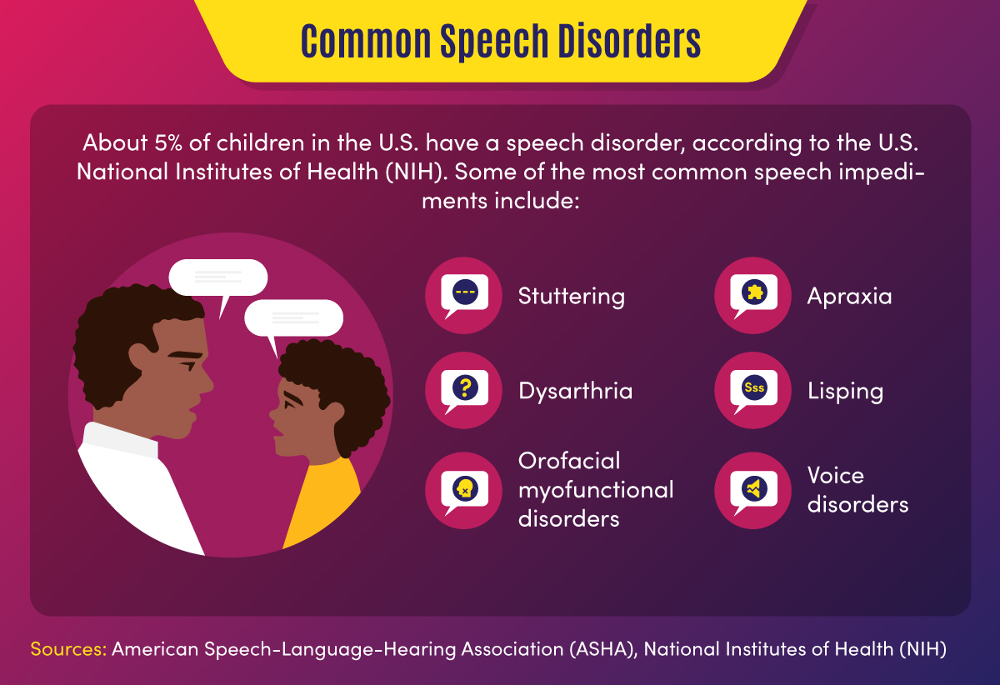 Common Speech Disorders
About 5% of children in the U.S. have a speech disorder, according to the U.S.
National Institutes of Health (NIH). Some of the most common speech impedi-
ments include:
Stuttering
Apraxia
?
Dysarthria
Sss
Lisping
Orofacial
myofunctional
disorders
Voice
disorders
Sources: American Speech-Language-Hearing Association (ASHA), National Institutes of Health (NIH)